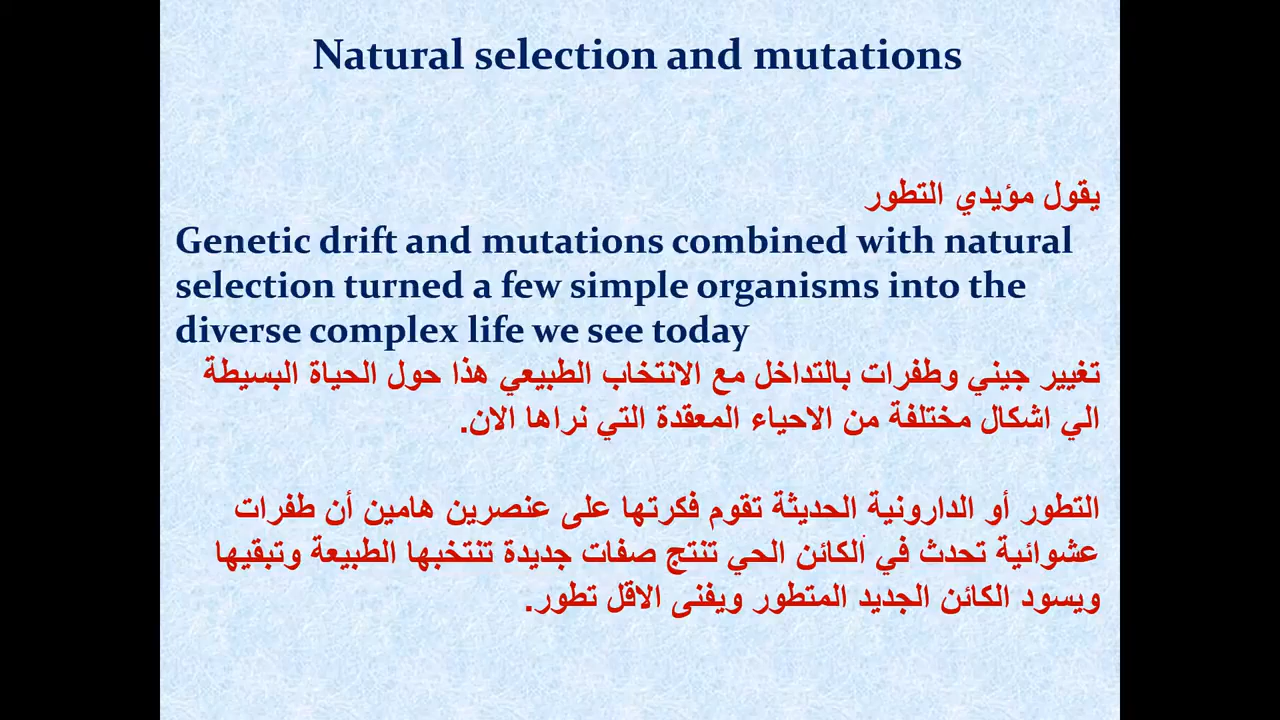 Natural selection and mutations
يقول مؤيدي التطور
Genetic drift and mutations combined with natural
selection turned a few simple organisms into the
diverse complex life we see today
تغيير جيني وطفرات بالتداخل مع الانتخاب الطبيعي هذا حول الحياة البسيطة
الي اشكال مختلفة من الاحياء المعقدة التي نراها الان.
التطور أو الدارونية الحديثة تقوم فكرتها على عنصرين هامين أن طفرات
عشوائية تحدث في ألكائن الحي تنتج صفات جديدة تنتخبها الطبيعة وتبقيها
ويسود الكائن الجديد المتطور ويفنى الاقل تطور.